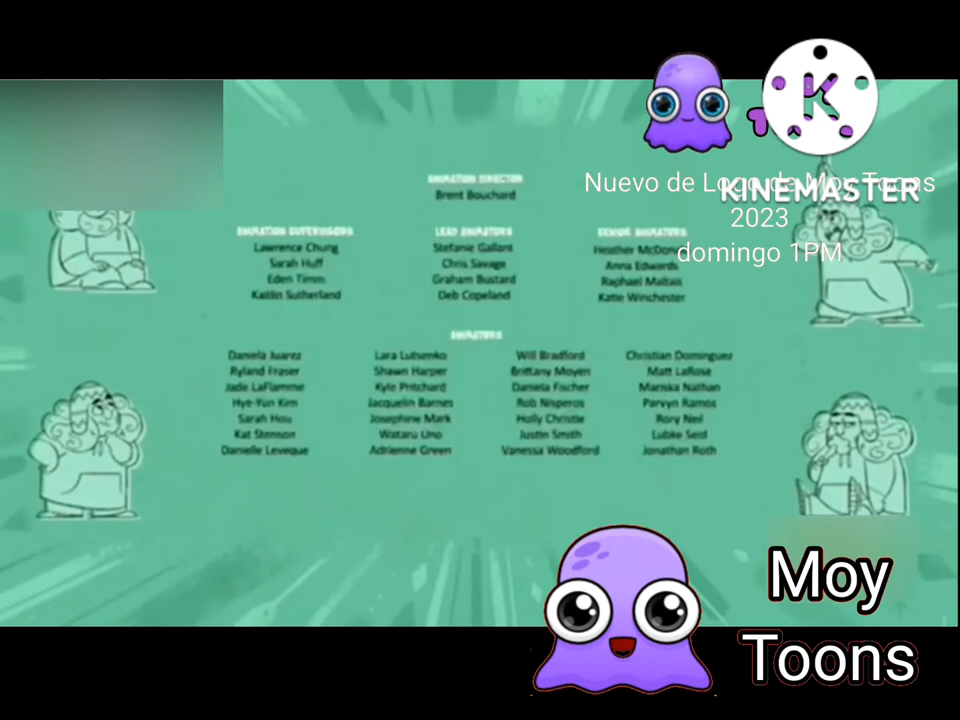 KINEMASTER
Nuevo de Logo de Moy Toons
2023
domingo 1PM
ANIMATION DIRECTOR
Brent Bouchard
ANIMATION SUPERVISORS
Lawrence Chung
Sarah Huff
Eden Timm
Kaitlin Sutherland
LEAD ANIMATORS
Stefanie Gallant
Chris Savage
Graham Bustard
Deb Copeland
SENIOR ANIMATORS
Heather McDon
Anna Edwards
Raphael Maltais
Katie Winchester
ANIMATORS
Daniela Juarez
Ryland Fraser
Jade LaFlamme
Hye-Yun Kim
Sarah Hou
Kat Stenson
Danielle Leveque
Lara Lutsenko
Shawn Harper
Kyle Pritchard
Jacquelin Barnes
Josephine Mark
Wataru Uno
Adrienne Green
Will Bradford
Brittany Moyen
Daniela Fischer
Rob Nisperos
Holly Christie
Justin Smith
Vanessa Woodford
Christian Dominguez
Matt LaRose
Mariska Nathan
Parvyn Ramos
Rory Neil
Lubke Seid
Jonathan Roth
Moy
Toons